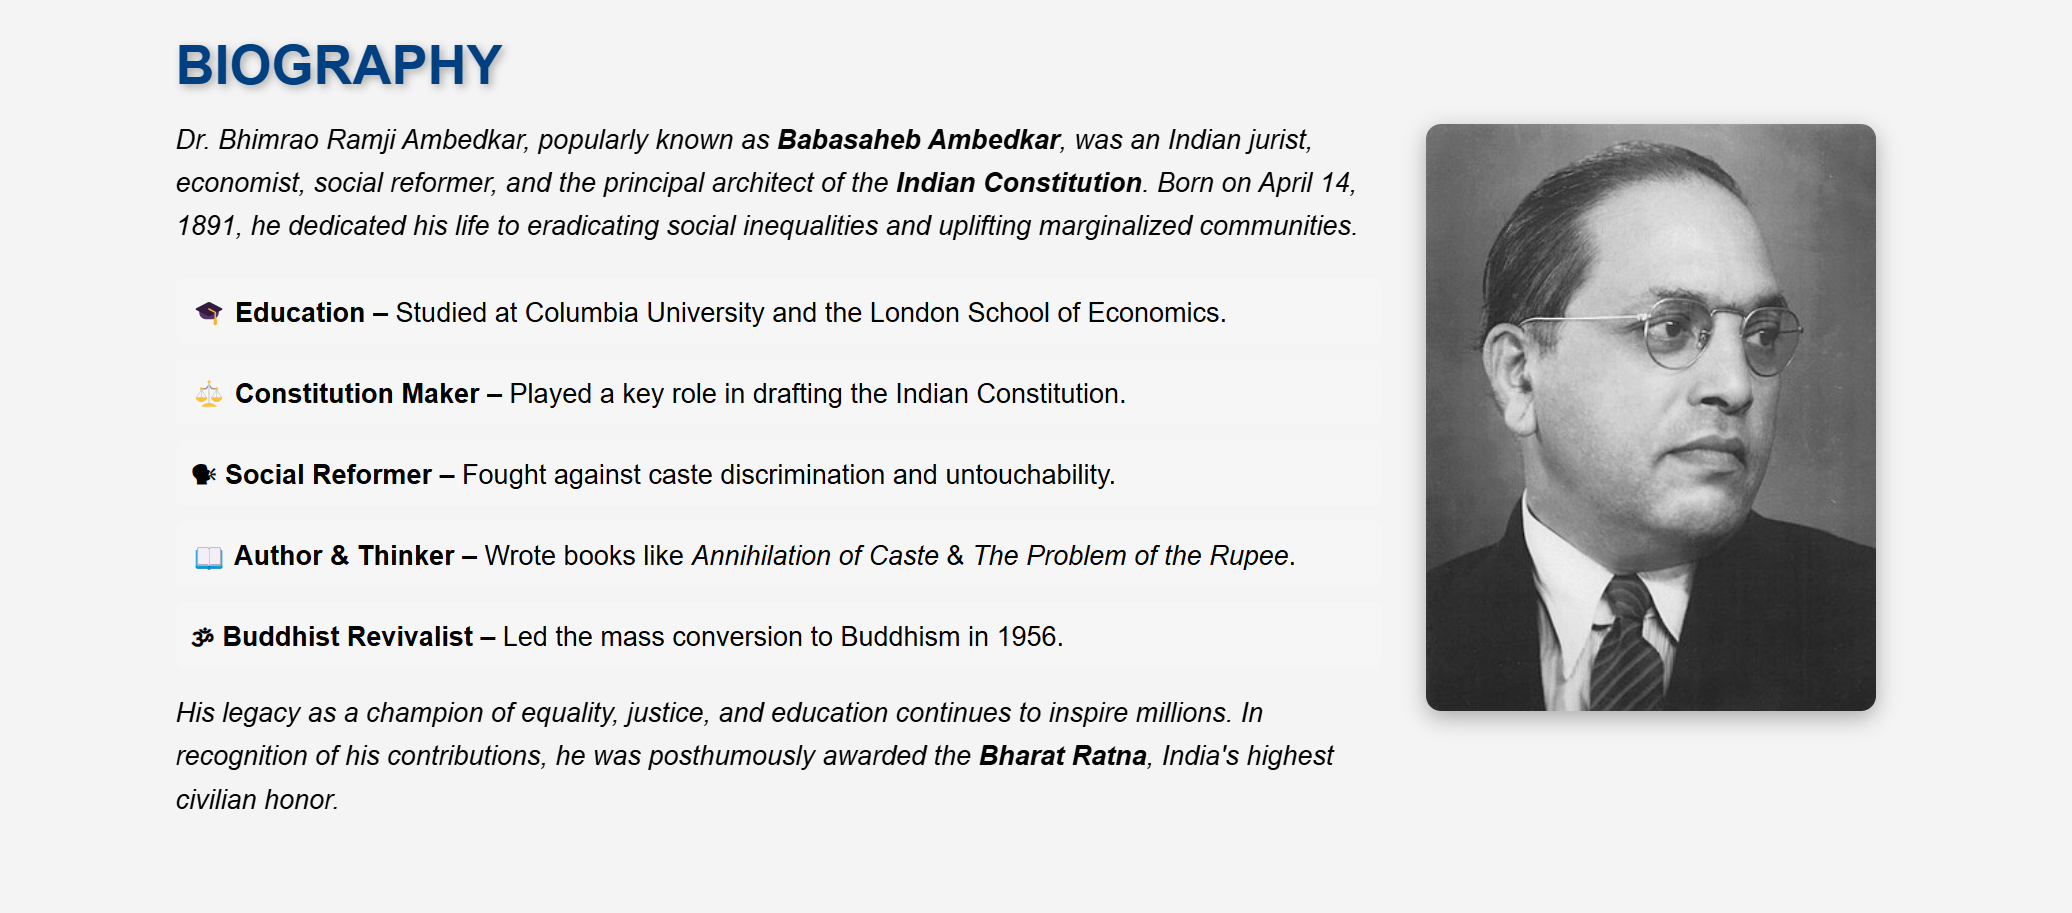 BIOGRAPHY
Dr. Bhimrao Ramji Ambedkar, popularly known as Babasaheb Ambedkar, was an Indian jurist,
economist, social reformer, and the principal architect of the Indian Constitution. Born on April 14,
1891, he dedicated his life to eradicating social inequalities and uplifting marginalized communities.
🎓 Education – Studied at Columbia University and the London School of Economics.
⚖️ Constitution Maker – Played a key role in drafting the Indian Constitution.
🗣 Social Reformer – Fought against caste discrimination and untouchability.
📖 Author & Thinker – Wrote books like Annihilation of Caste & The Problem of the Rupee.
🕉 Buddhist Revivalist – Led the mass conversion to Buddhism in 1956.
His legacy as a champion of equality, justice, and education continues to inspire millions. In
recognition of his contributions, he was posthumously awarded the Bharat Ratna, India's highest
civilian honor.